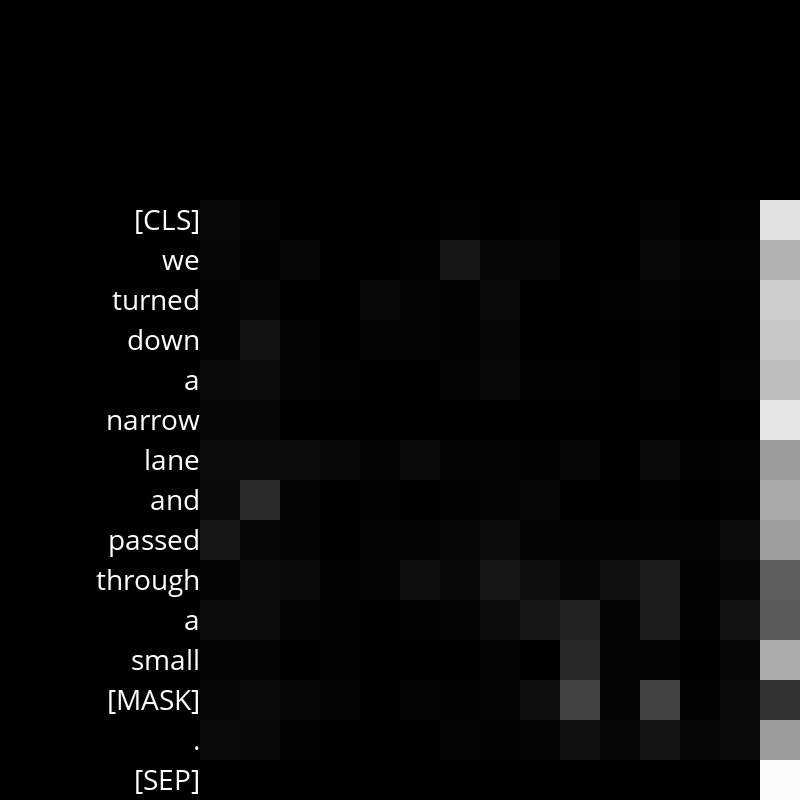 [CLS]
we
turned
down
a
narrow
lane
and
passed
through
a
small
[MASK]
.
[SEP]